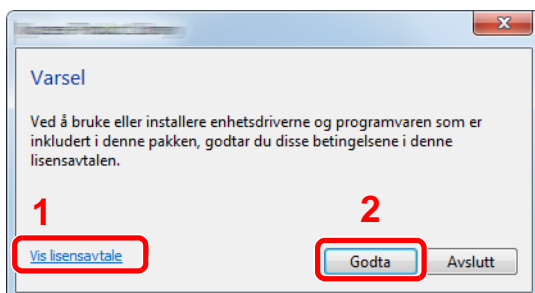 Varsel
Ved å bruke eller installere enhetsdriverne og programvaren som er
inkludert i denne pakken, godtar du disse betingelsene i denne
lisensavtalen.
1
2
Vis lisensavtale
Godta
Avslutt